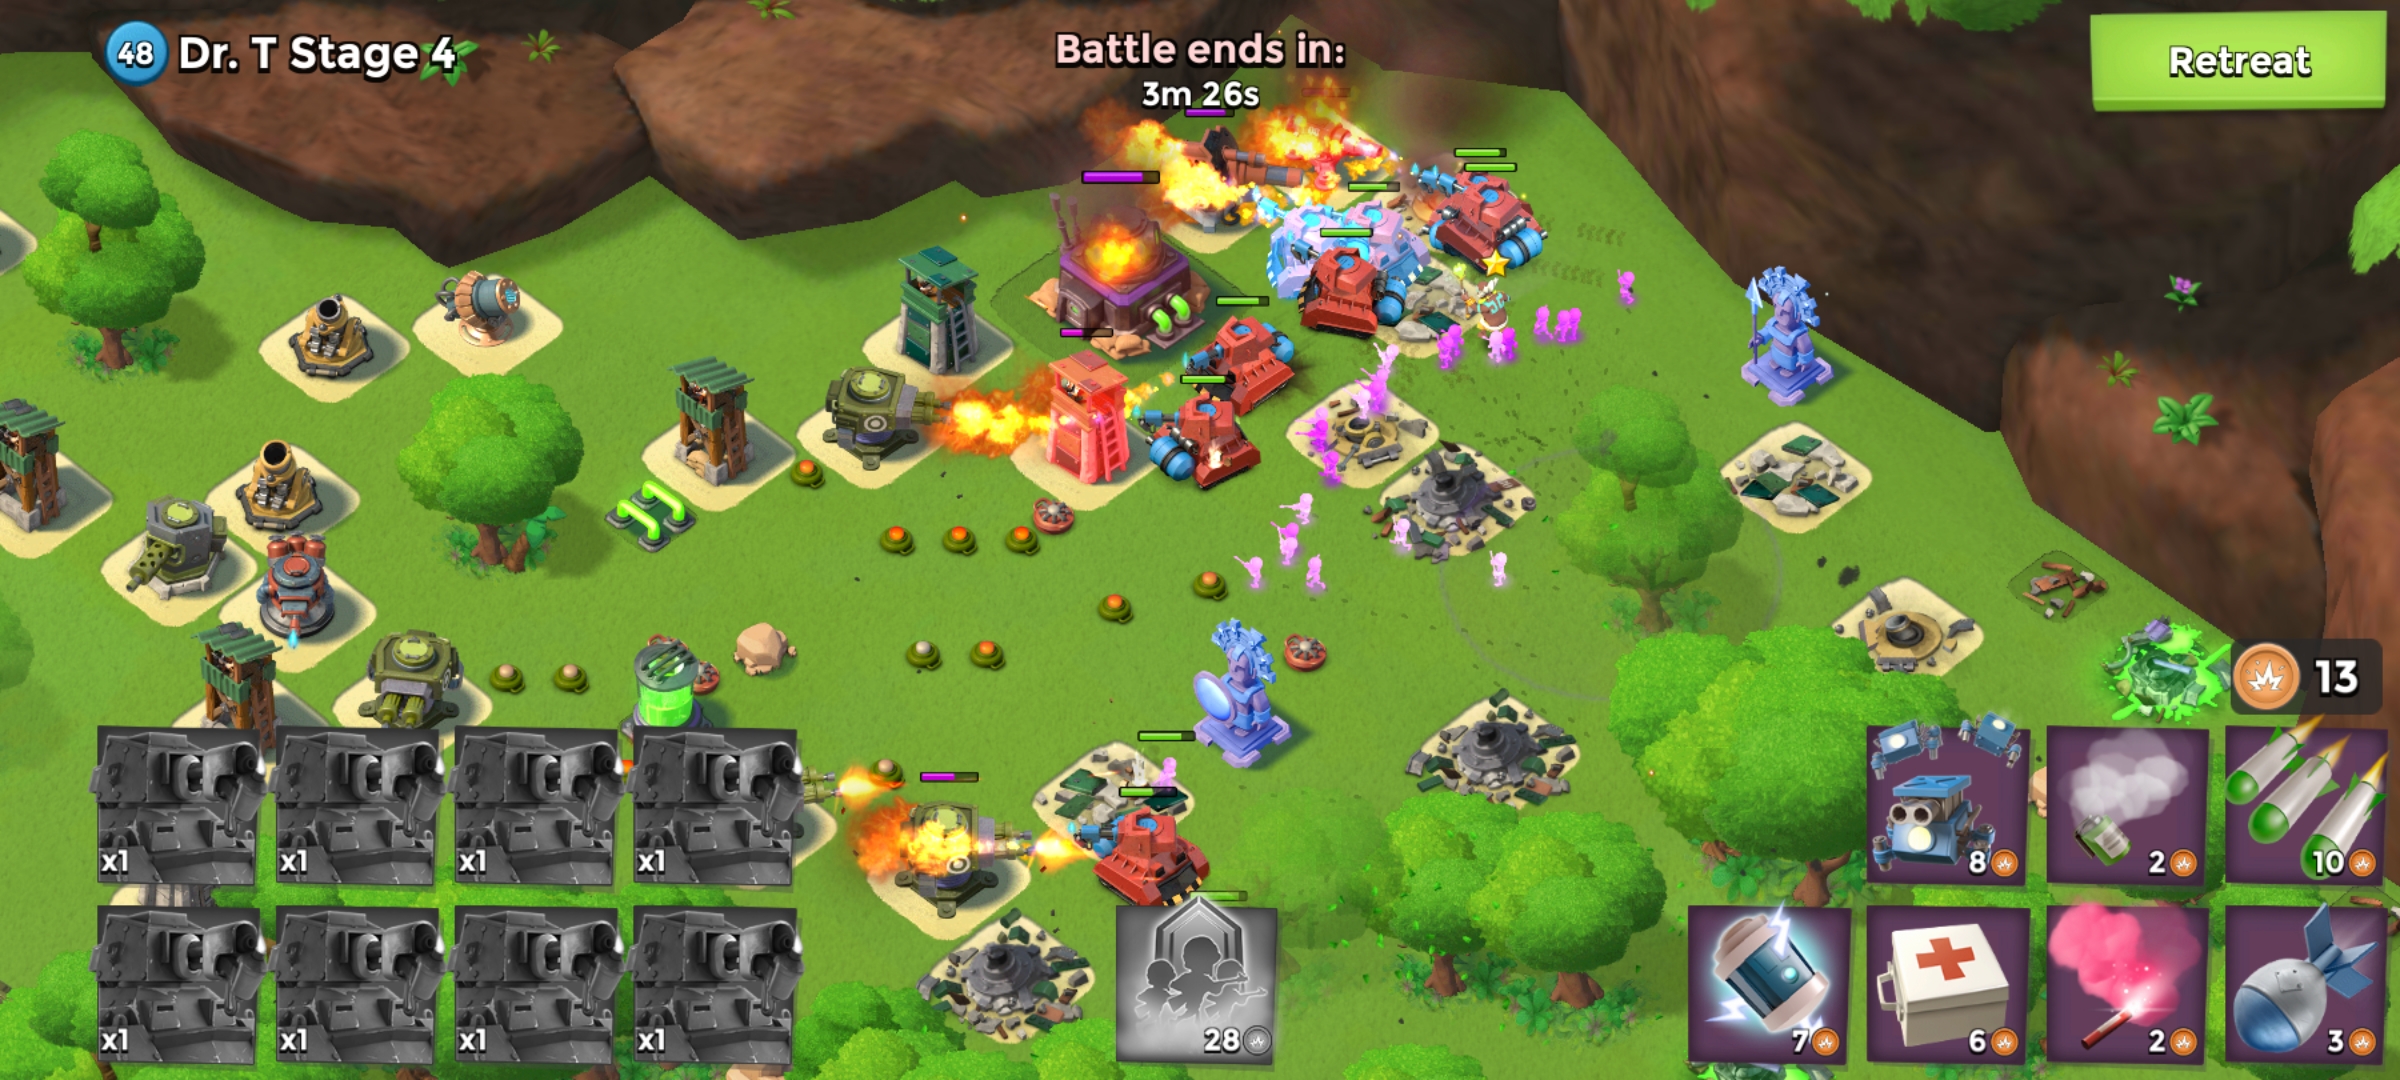 48 Dr. T Stage 4
Battle ends in:
3m 26s
Retreat
13
8
2
10
x1
x1
x1
x1
7
6
2
3
x1
x1
x1
x1
28